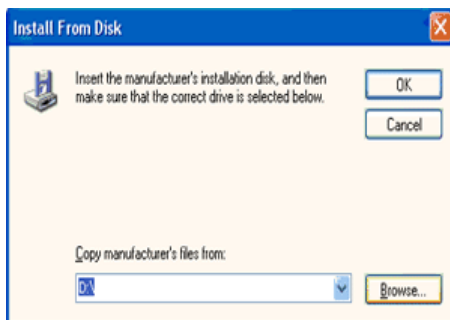 Install From Disk
Insert the manufacturer's installation disk, and then
make sure that the correct drive is selected below.
OK
Cancel
Copy manufacturer's files from:
D:\
Browse...